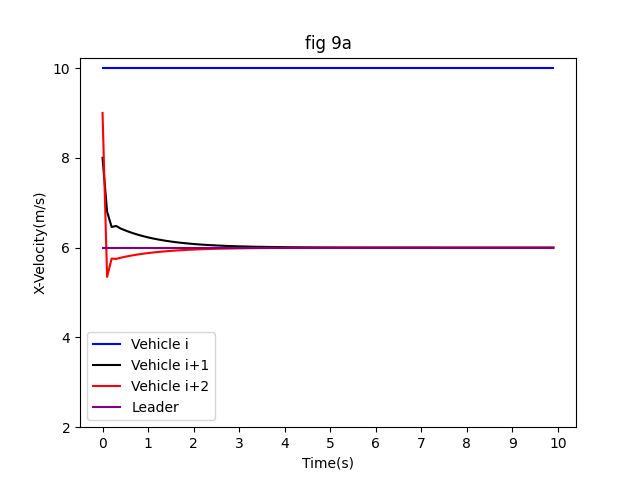 fig 9a
X-Velocity(m/s)
10
8
6
4
2
Vehicle i
Vehicle i+1
Vehicle i+2
Leader
0 1 2 3 4 5 6 7 8 9 10
Time(s)